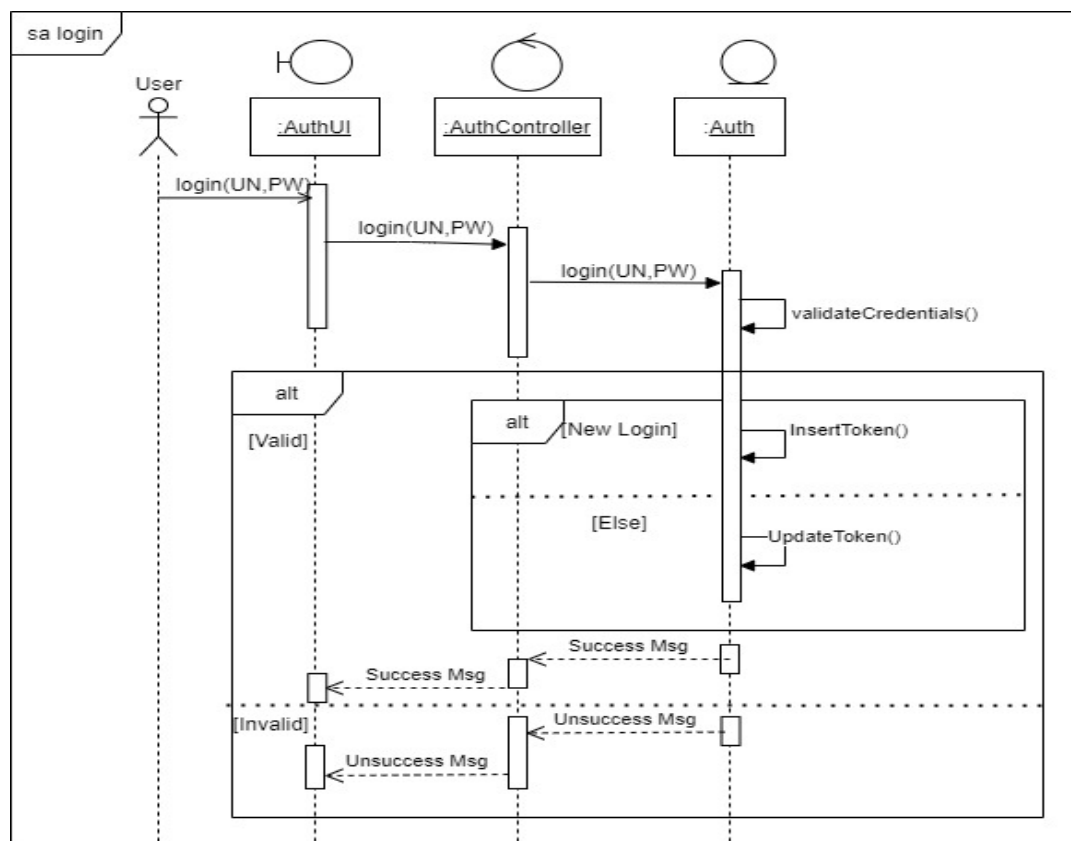 sa login
User
:AuthUI
:AuthController
:Auth
login(UN,PW)
login(UN,PW)
login(UN,PW)
validateCredentials()
alt
[Valid]
alt
[New Login]
InsertToken()
[Else]
UpdateToken()
Success Msg
Success Msg
[Invalid]
Unsuccess Msg
Unsuccess Msg